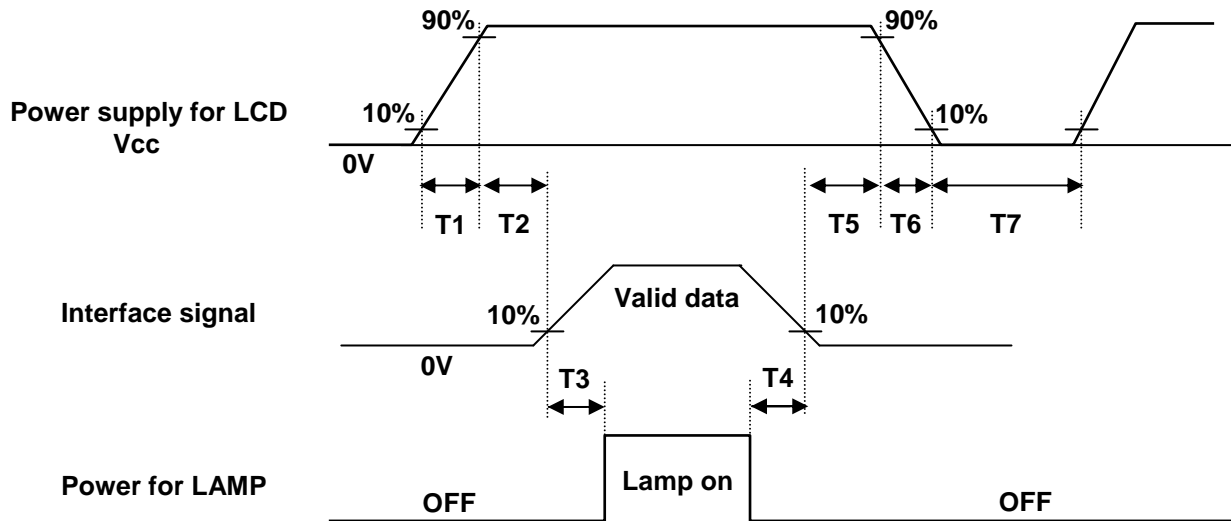 90%
90%
Power supply for LCD
Vcc
10%
10%
0V
T1
T2
T5
T6
T7
Interface signal
Valid data
10%
10%
0V
T3
T4
Power for LAMP
Lamp on
OFF
OFF